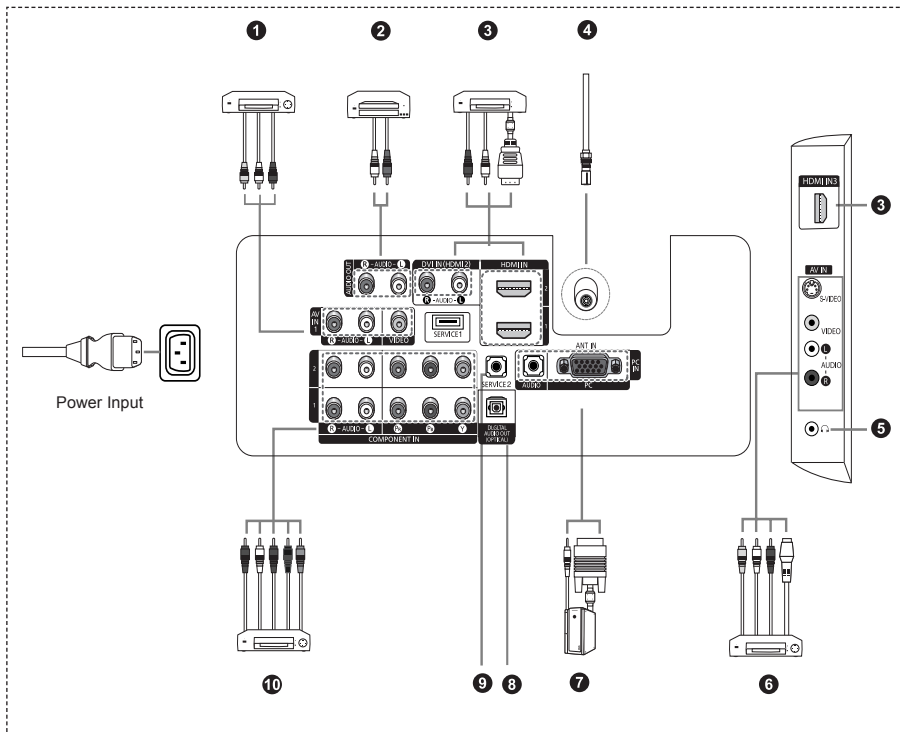 1 2 3 4
HDMI IN3
3
AUDIO OUT
R - AUDIO - L
DVI IN(HDMI 2)
HDMI IN
2
R - AUDIO - L
AV IN
S-VIDEO
VIDEO
L
AUDIO
R
AV IN 1
R - AUDIO - L
VIDEO
SERVICE1
ANT IN
2
SERVICE2
AUDIO
PC
PC IN
1
R - AUDIO - L
PR
PB
Y
COMPONENT IN
DIGITAL
AUDIO OUT
(OPTICAL)
Power Input
5
10 9 8 7 6